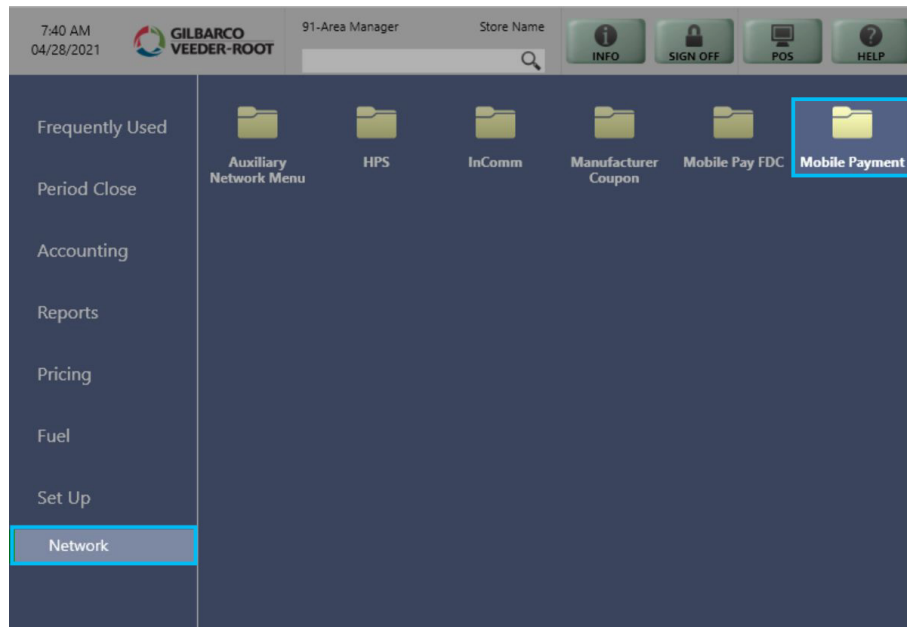 7:40 AM
04/28/2021
GILBARCO
VEEDER-ROOT
91-Area Manager
Store Name
INFO
SIGN OFF
POS
HELP
Frequently Used
Period Close
Accounting
Reports
Pricing
Fuel
Set Up
Network
Auxiliary
Network Menu
HPS
InComm
Manufacturer
Coupon
Mobile Pay FDC
Mobile Payment